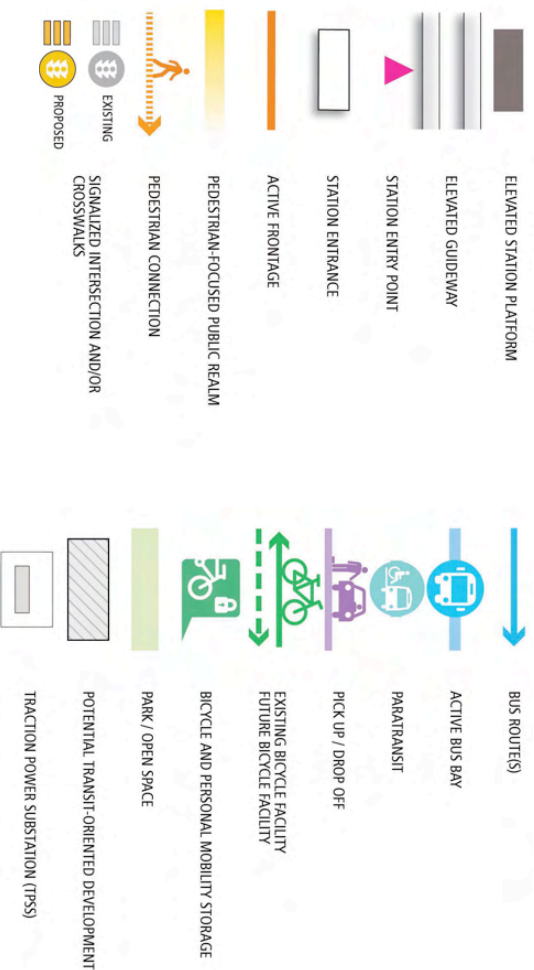 ELEVATED STATION PLATFORM
ELEVATED GUIDEWAY
STATION ENTRY POINT
STATION ENTRANCE
ACTIVE FRONTAGE
PEDESTRIAN-FOCUSED PUBLIC REALM
PEDESTRIAN CONNECTION
EXISTING
PROPOSED
SIGNALIZED INTERSECTION AND/OR
CROSSWALKS
BUS ROUTE(S)
ACTIVE BUS BAY
PARATRANSIT
PICK UP / DROP OFF
EXISTING BICYCLE FACILITY
FUTURE BICYCLE FACILITY
BICYCLE AND PERSONAL MOBILITY STORAGE
PARK / OPEN SPACE
POTENTIAL TRANSIT-ORIENTED DEVELOPMENT
TRACTION POWER SUBSTATION (TPSS)